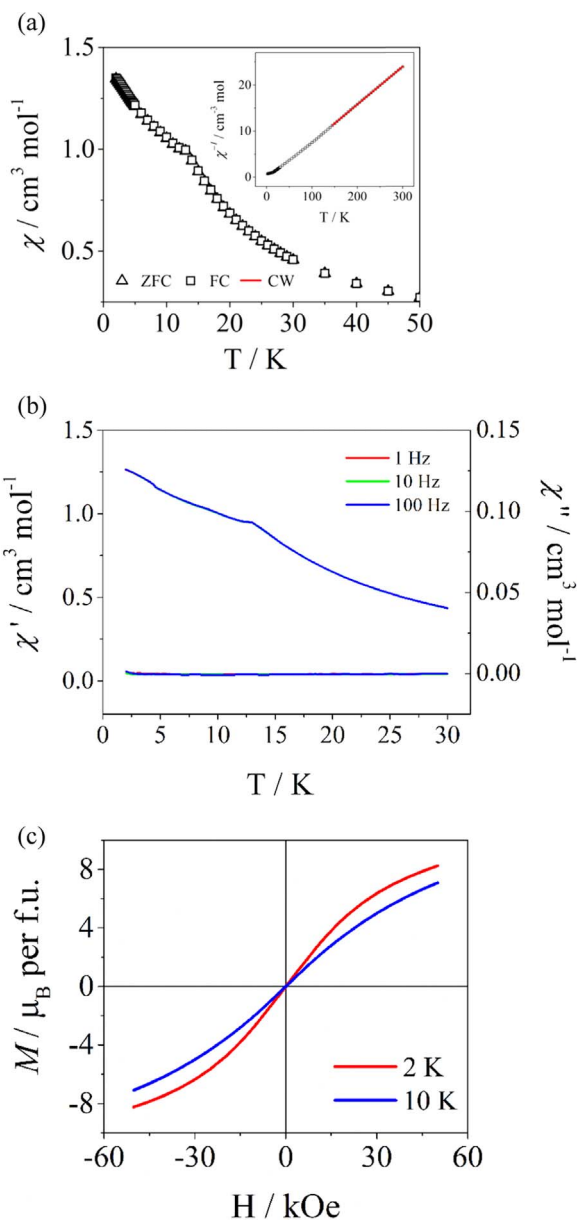 (a)
1.5
1.0
0.5
χ / cm³ mol⁻¹
20
10
0
χ⁻¹ / cm⁻³ mol
0 100 200 300
T / K
ZFC FC CW
0 10 20 30 40 50
T / K
(b)
1.5
1.0
0.5
0.0
χ ' / cm³ mol⁻¹
1 Hz
10 Hz
100 Hz
0.15
0.10
0.05
0.00
χ '' / cm³ mol⁻¹
0 5 10 15 20 25 30
T / K
(c)
8
4
0
-4
-8
M / μB per f.u.
2 K
10 K
-60 -30 0 30 60
H / kOe